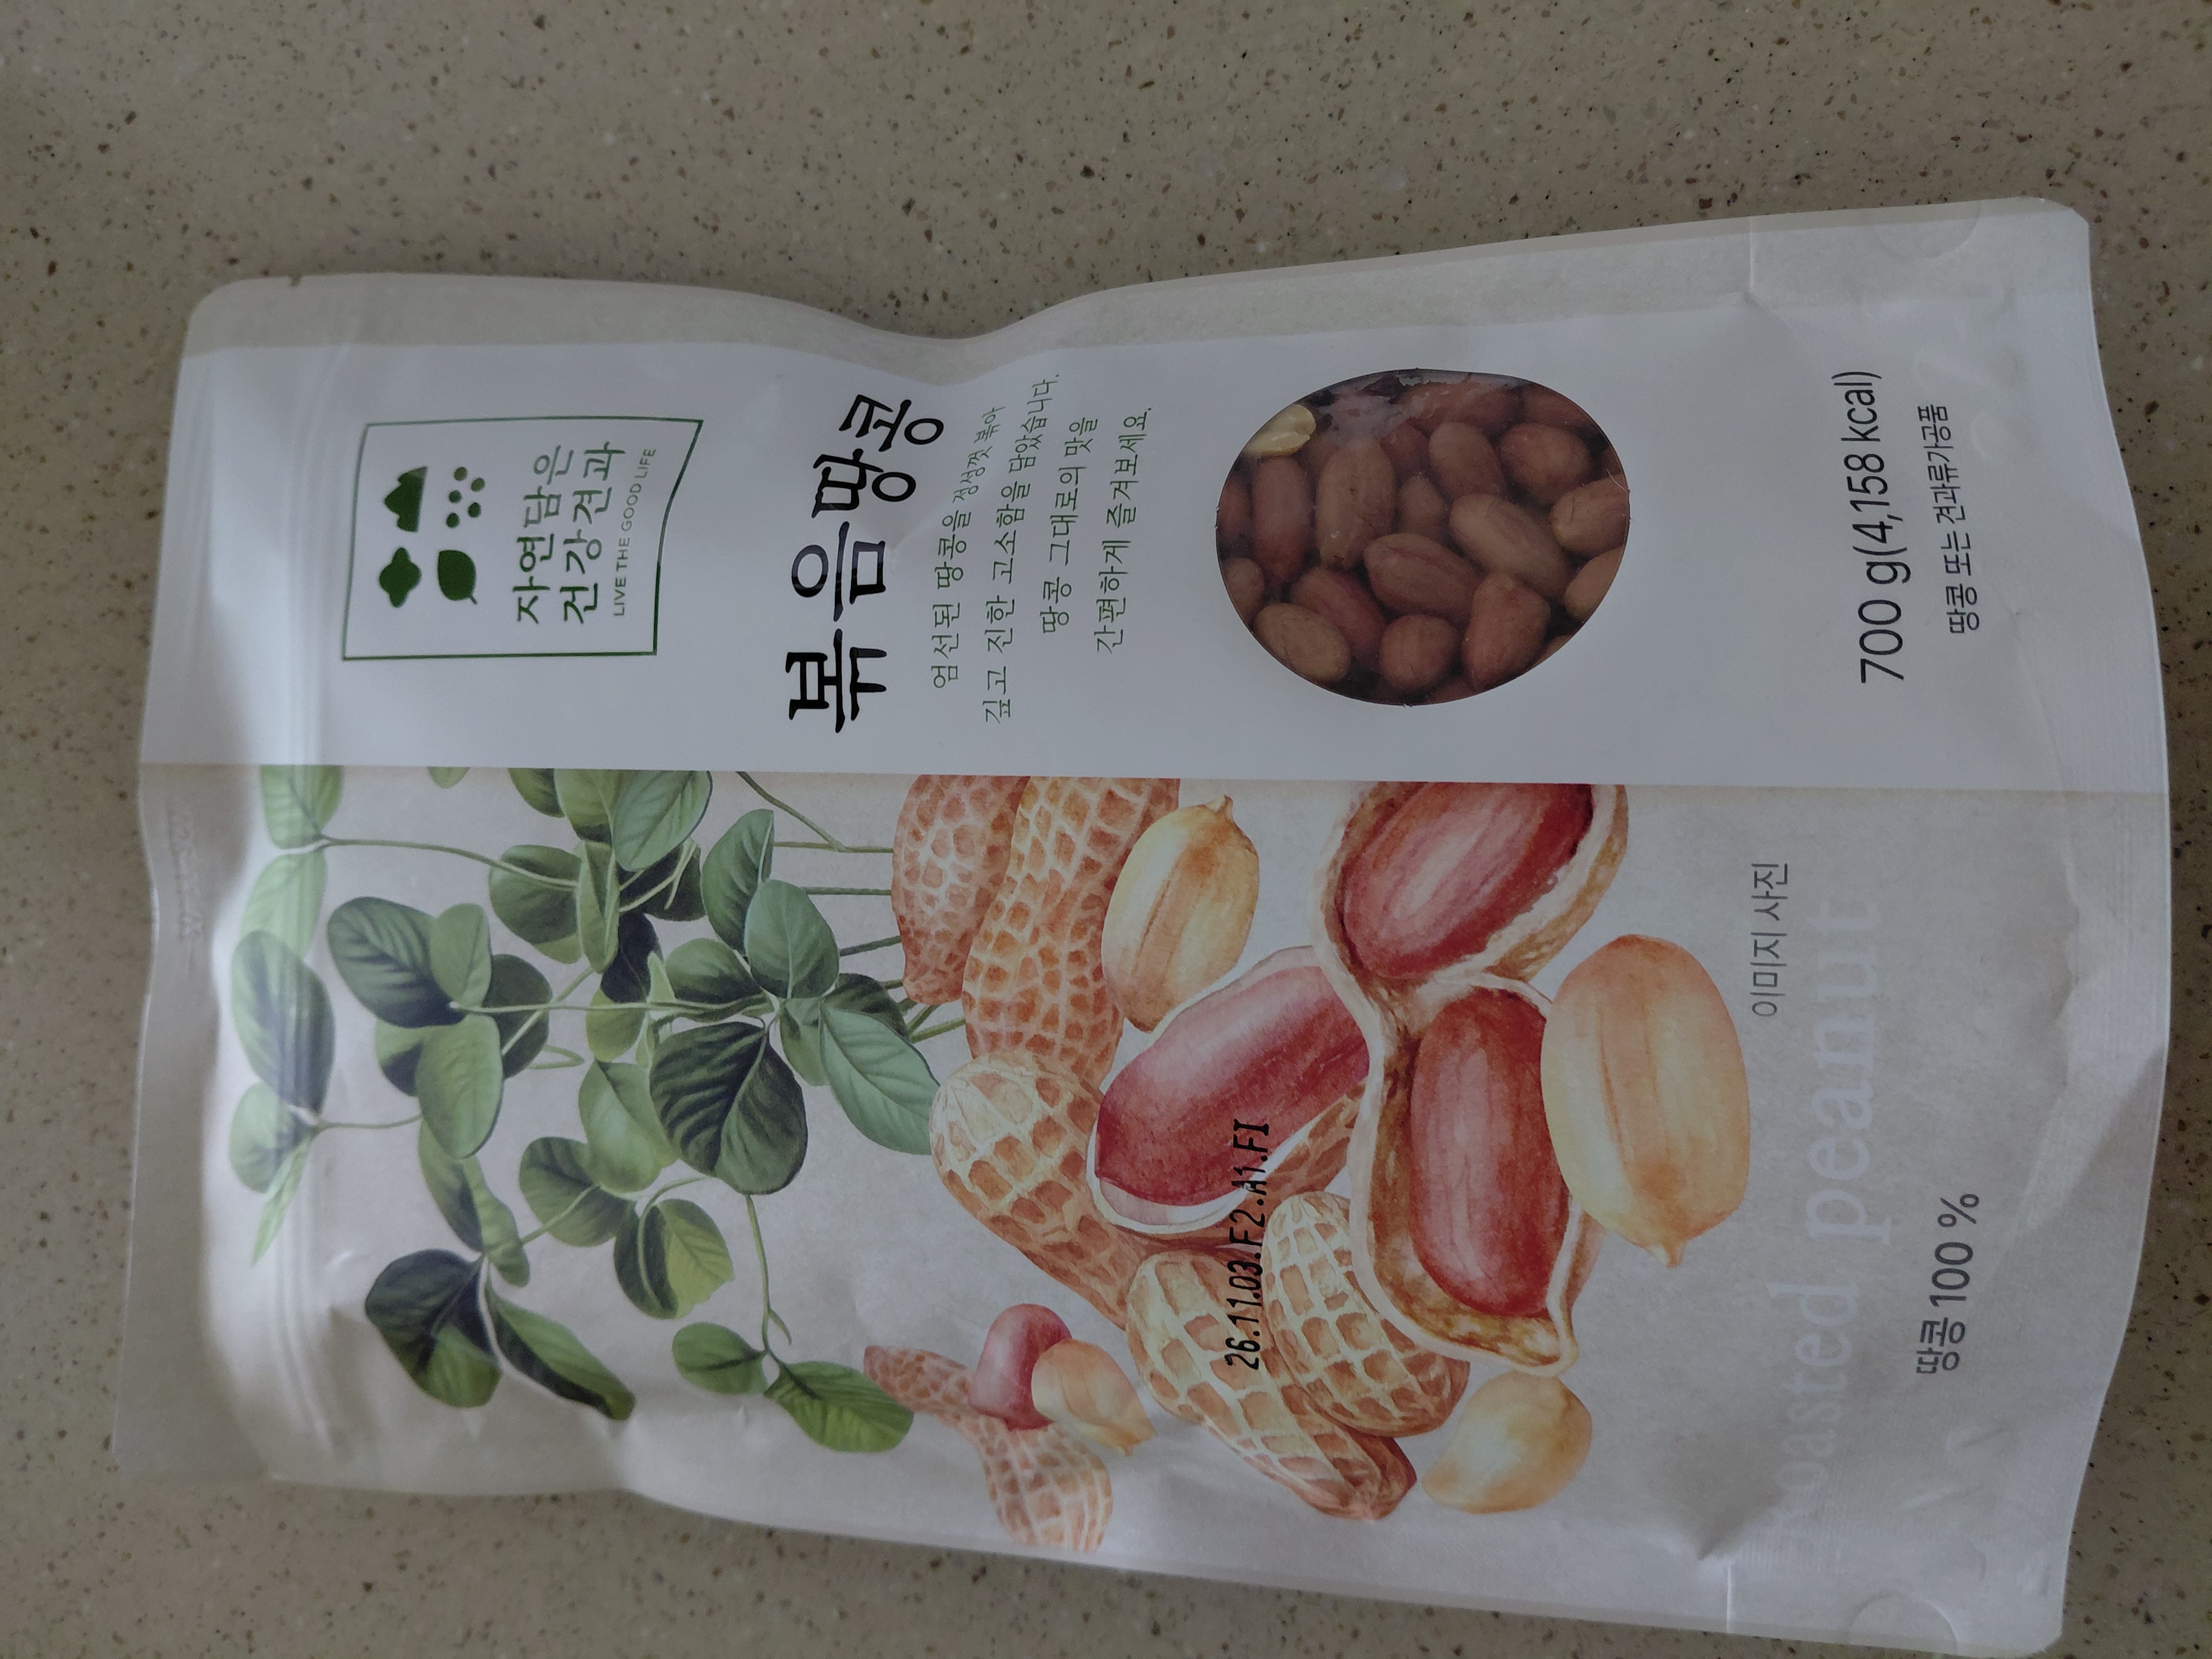 자연담은
건강견과
LIVE THE GOOD LIFE
볶음땅콩
엄선된 땅콩을 정성껏 볶아
깊고 진한 고소함을 담았습니다.
땅콩 그대로의 맛을
간편하게 즐겨보세요.
26.11.03.F2.A1.FI
이미지 사진
roasted peanut
땅콩 100 %
700 g(4,158 kcal)
땅콩 또는 견과류가공품